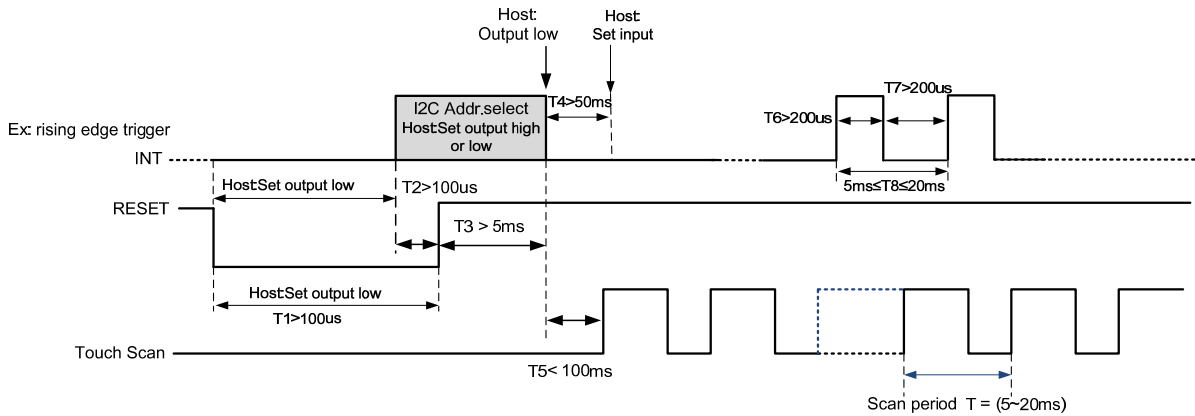 Host:
Output low
Host:
Set input
T4>50ms
I2C Addr.select
Host:Set output high
or low
T7>200us
T6>200us
Ex: rising edge trigger
INT
5ms≤T8≤20ms
Host:Set output low
T2>100us
RESET
T3 > 5ms
Host:Set output low
T1>100us
Touch Scan
T5< 100ms
Scan period T = (5~20ms)